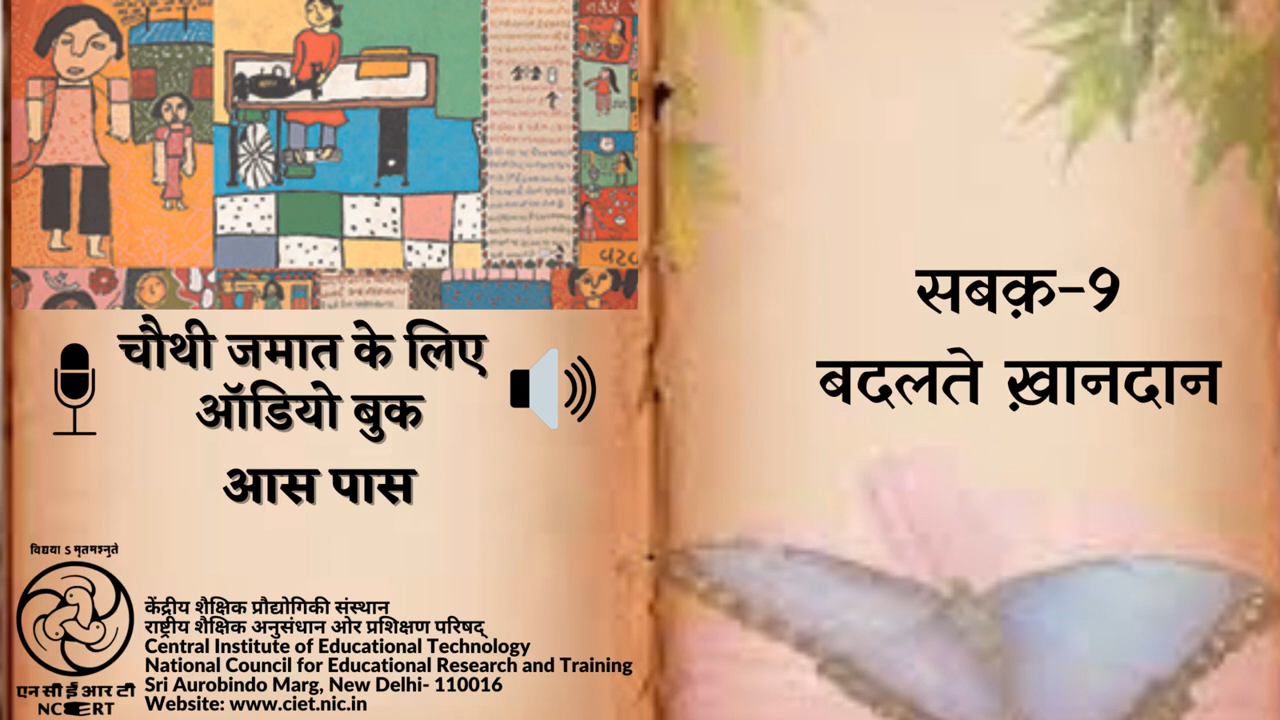 चौथी जमात के लिए
ऑडियो बुक
आस पास
विद्यया ऽ मृतमश्नुते
एन सी ई आर टी
NCERT
केंद्रीय शैक्षिक प्रौद्योगिकी संस्थान
राष्ट्रीय शैक्षिक अनुसंधान ओर प्रशिक्षण परिषद्
Central Institute of Educational Technology
National Council for Educational Research and Training
Sri Aurobindo Marg, New Delhi- 110016
Website: www.ciet.nic.in
सबक़-9
बदलते ख़ानदान